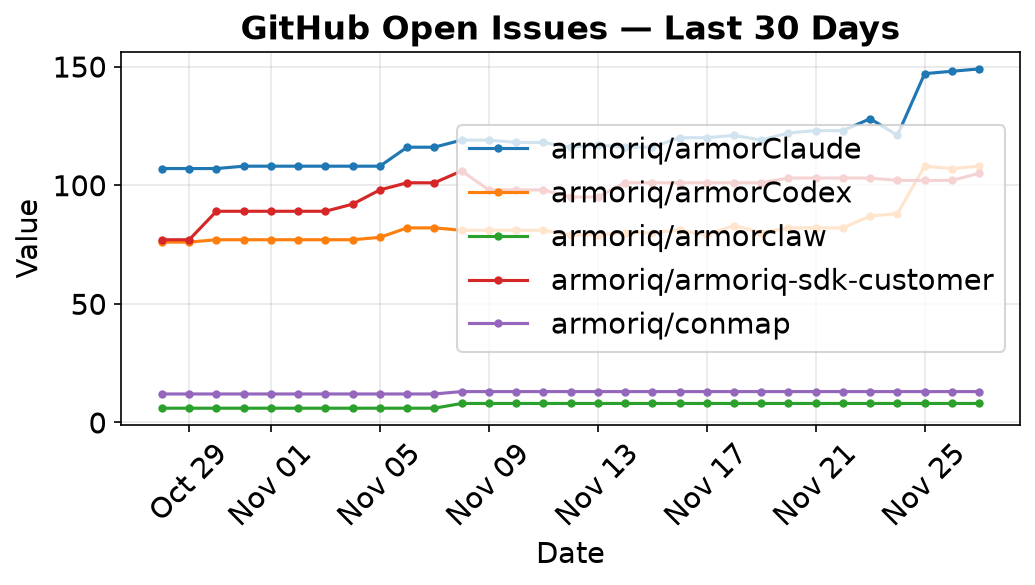 GitHub Open Issues — Last 30 Days
150
100
50
0
Value
armoriq/armorClaude
armoriq/armorCodex
armoriq/armorclaw
armoriq/armoriq-sdk-customer
armoriq/conmap
Oct 29
Nov 01
Nov 05
Nov 09
Nov 13
Nov 17
Nov 21
Nov 25
Date